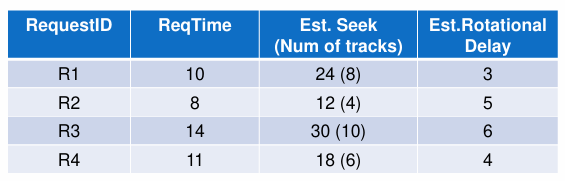 RequestID ReqTime Est. Seek (Num of tracks) Est.Rotational Delay
R1 10 24 (8) 3
R2 8 12 (4) 5
R3 14 30 (10) 6
R4 11 18 (6) 4